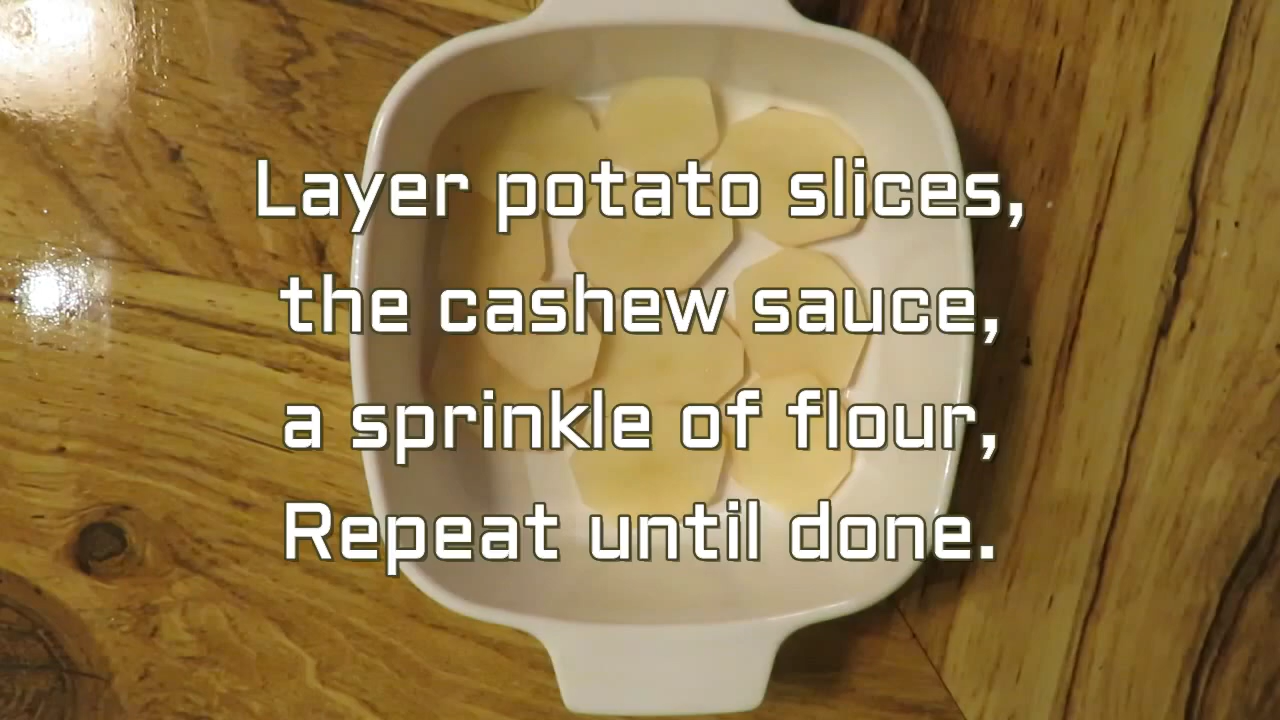 Layer potato slices,
the cashew sauce,
a sprinkle of flour,
Repeat until done.